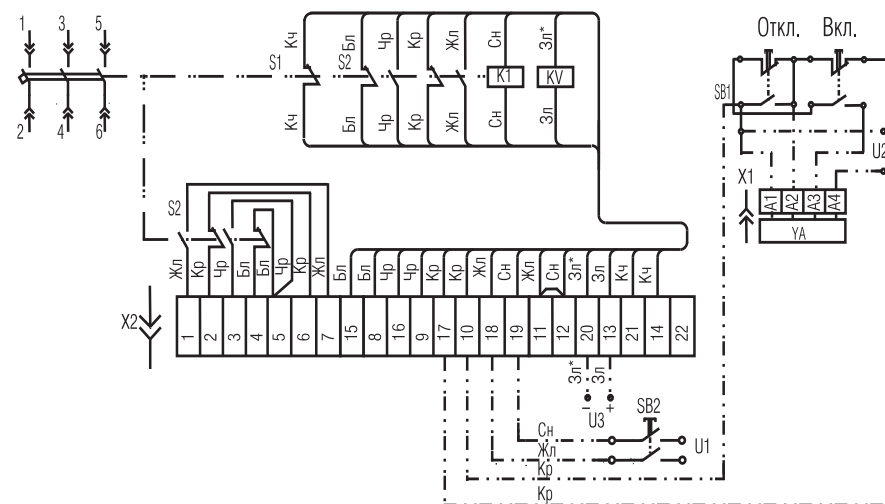 1 3 5
2 4 6
S1 Кч S2 Бл Чр Кр Жл Сн Зл*
К1 KV
Кч Бл Чр Кр Жл Сн Зл
Откл. Вкл.
SB1
U2
X1
A1 A2 A3 A4
YA
S2
Жл Кр Чр Бл Бл Чр Кр Жл Бл Бл Чр Чр Кр Кр Жл Сн Жл Сн Зл* Зл Кч Кч
X2
1 2 3 4 5 6 7 15 8 16 9 17 10 18 19 11 12 20 13 21 14 22
Зл* Зл
– +
U3
SB2
Сн
U1
Жл
Кр
Кр